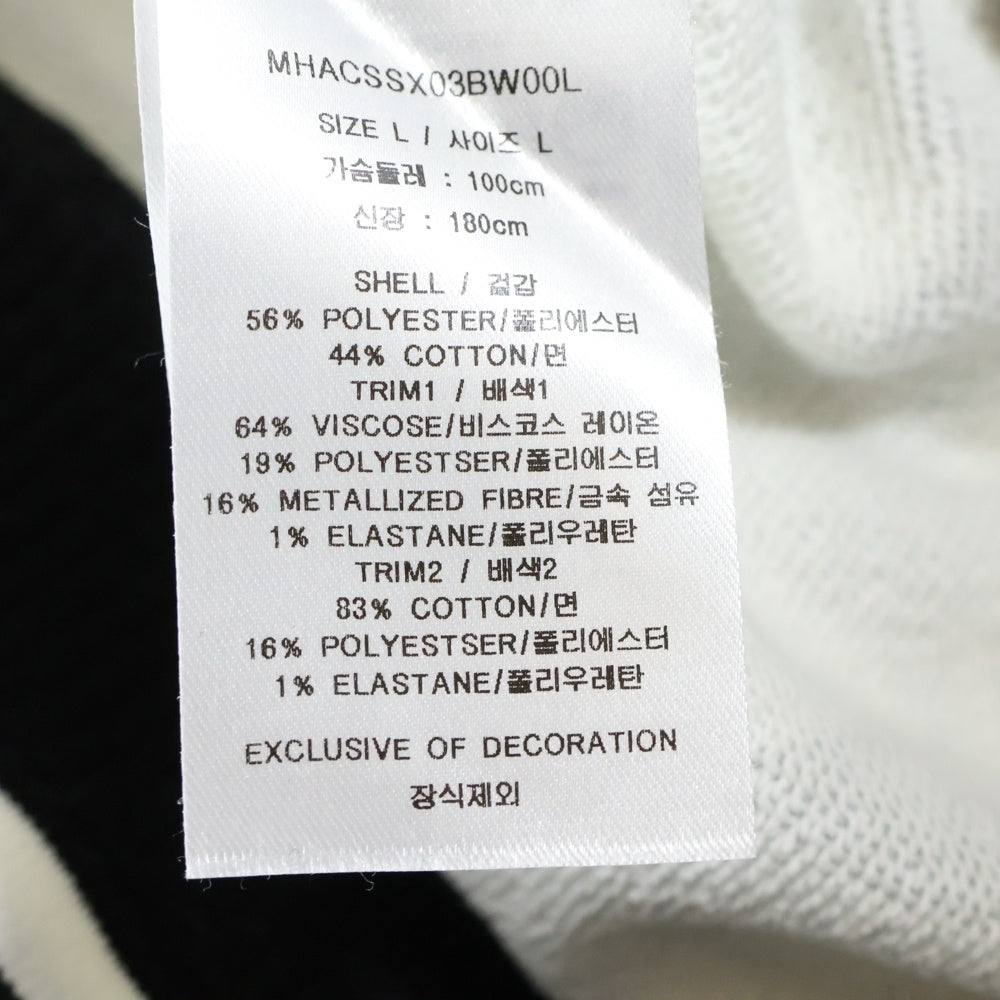 MHACSSX03BW00L
SIZE L / 사이즈 L
가슴둘레 : 100cm
신장 : 180cm
SHELL / 겉감
56% POLYESTER/폴리에스터
44% COTTON/면
TRIM1 / 배색1
64% VISCOSE/비스코스 레이온
19% POLYESTSER/폴리에스터
16% METALLIZED FIBRE/금속 섬유
1% ELASTANE/폴리우레탄
TRIM2 / 배색2
83% COTTON/면
16% POLYESTSER/폴리에스터
1% ELASTANE/폴리우레탄
EXCLUSIVE OF DECORATION
장식제외